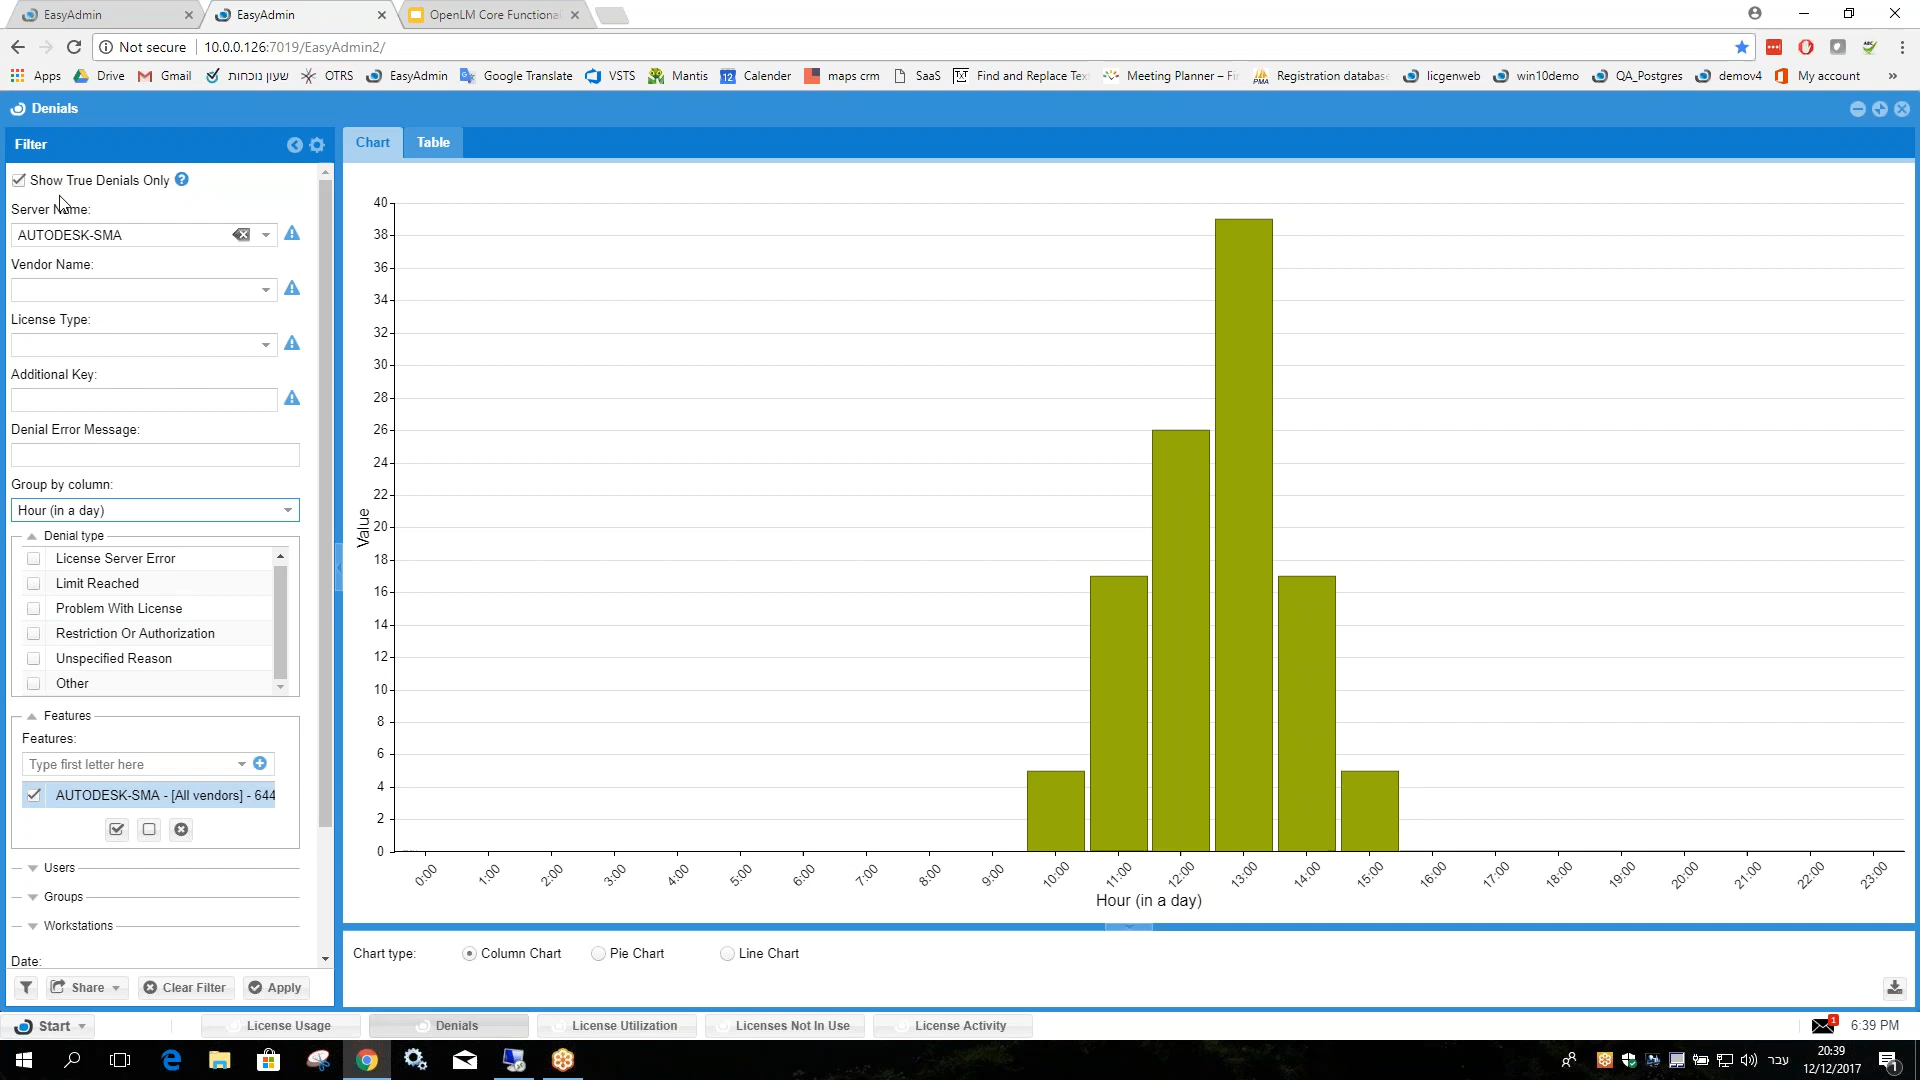 EasyAdmin
EasyAdmin
OpenLM Core Functiona
Not secure 10.0.0.126:7019/EasyAdmin2/
Apps Drive Gmail שעון נוכחות OTRS EasyAdmin Google Translate VSTS Mantis Calender maps crm SaaS Find and Replace Tex Meeting Planner – Fi Registration database licgenweb win10demo QA_Postgres demov4 My account »
Denials
Filter
Chart Table
Show True Denials Only
Server Name:
AUTODESK-SMA
Vendor Name:
License Type:
Additional Key:
Denial Error Message:
Group by column:
Hour (in a day)
Denial type
License Server Error
Limit Reached
Problem With License
Restriction Or Authorization
Unspecified Reason
Other
Features
Features:
Type first letter here
AUTODESK-SMA - [All vendors] - 644
Users
Groups
Workstations
Date:
Share Clear Filter Apply
Value
40
38
36
34
32
30
28
26
24
22
20
18
16
14
12
10
8
6
4
2
0
0:00 1:00 2:00 3:00 4:00 5:00 6:00 7:00 8:00 9:00 10:00 11:00 12:00 13:00 14:00 15:00 16:00 17:00 18:00 19:00 20:00 21:00 22:00 23:00
Hour (in a day)
Chart type: Column Chart Pie Chart Line Chart
Start License Usage Denials License Utilization Licenses Not In Use License Activity 1 6:39 PM
עבר
20:39
12/12/2017
1